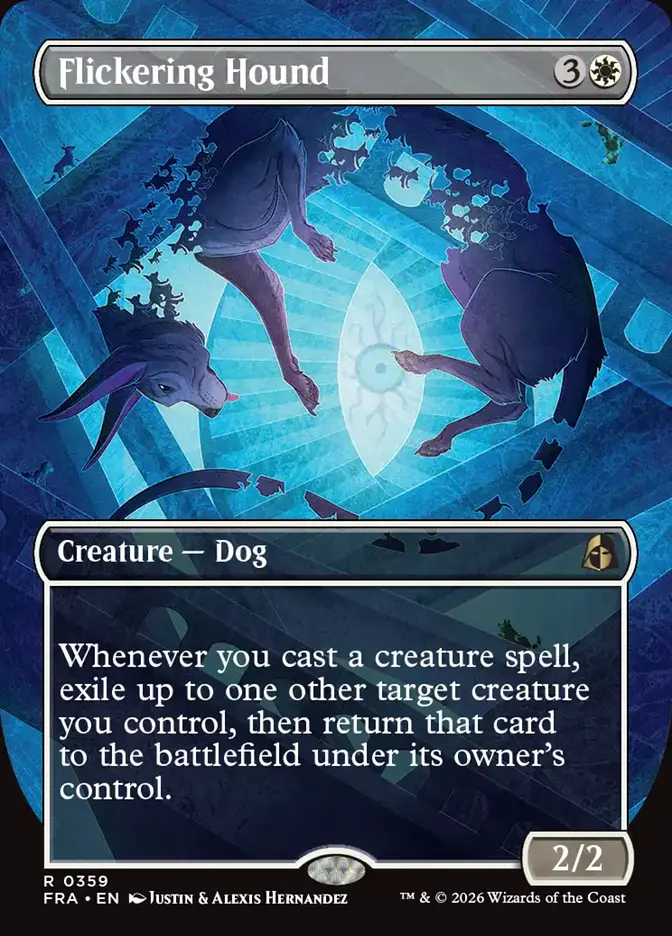 Flickering Hound 3
Creature — Dog
Whenever you cast a creature spell,
exile up to one other target creature
you control, then return that card
to the battlefield under its owner's
control.
2/2
R 0359
FRA • EN Justin & Alexis Hernandez
™ & © 2026 Wizards of the Coast